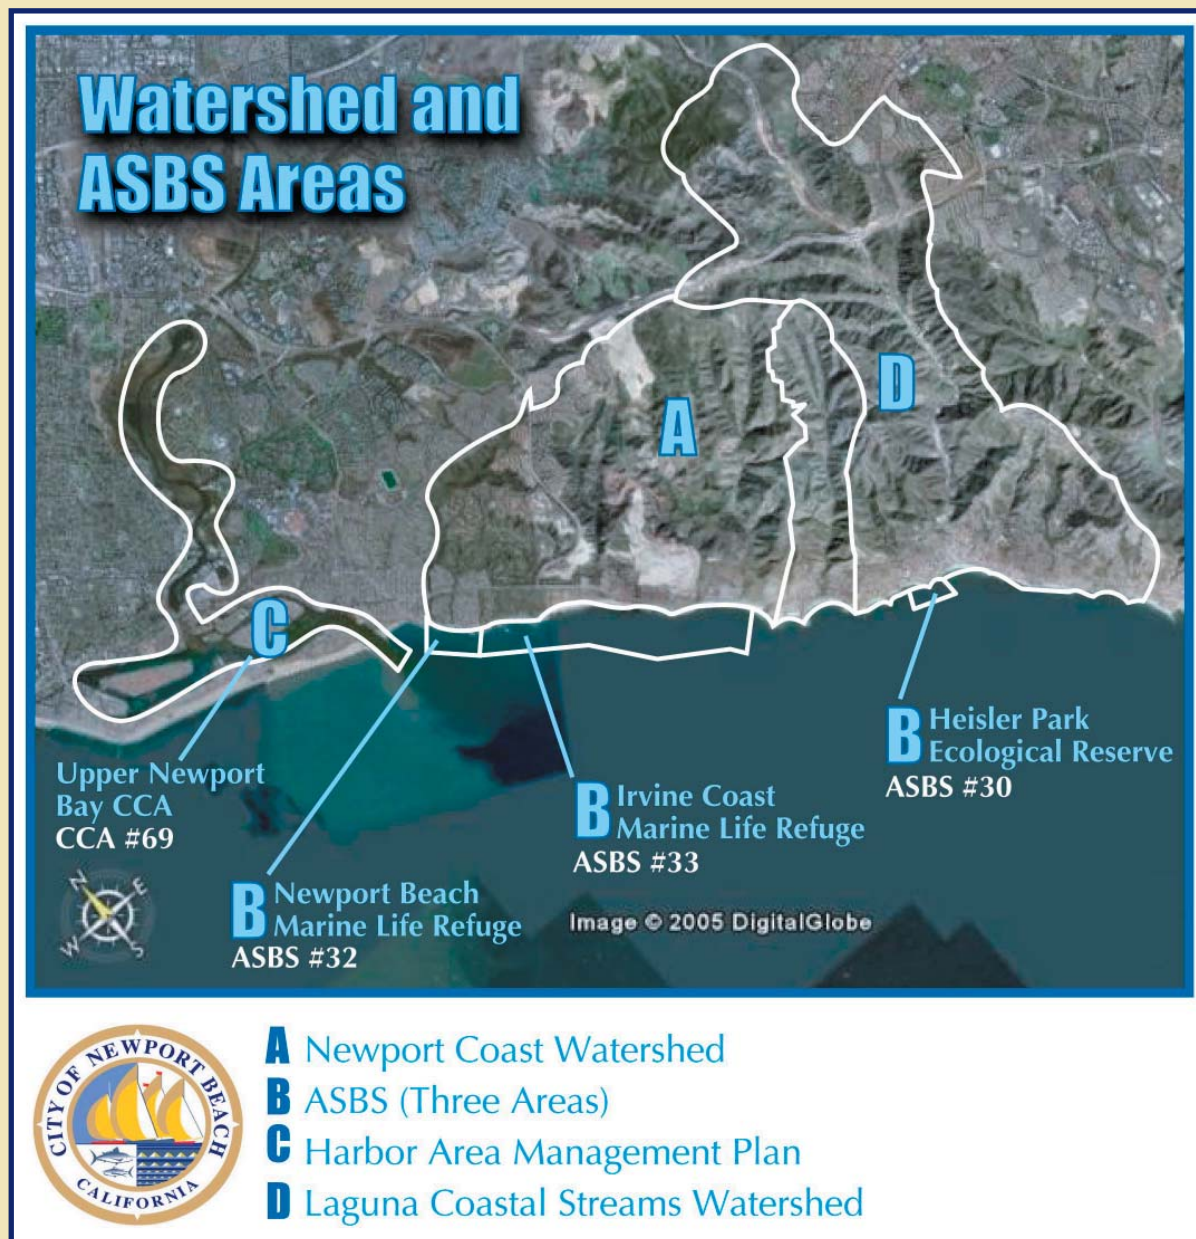 Watershed and
ASBS Areas
A
D
C
Upper Newport
Bay CCA
CCA #69
B Newport Beach
Marine Life Refuge
ASBS #32
B Irvine Coast
Marine Life Refuge
ASBS #33
B Heisler Park
Ecological Reserve
ASBS #30
N
E
W
S
Image © 2005 DigitalGlobe
CITY OF NEWPORT BEACH
CALIFORNIA
A Newport Coast Watershed
B ASBS (Three Areas)
C Harbor Area Management Plan
D Laguna Coastal Streams Watershed